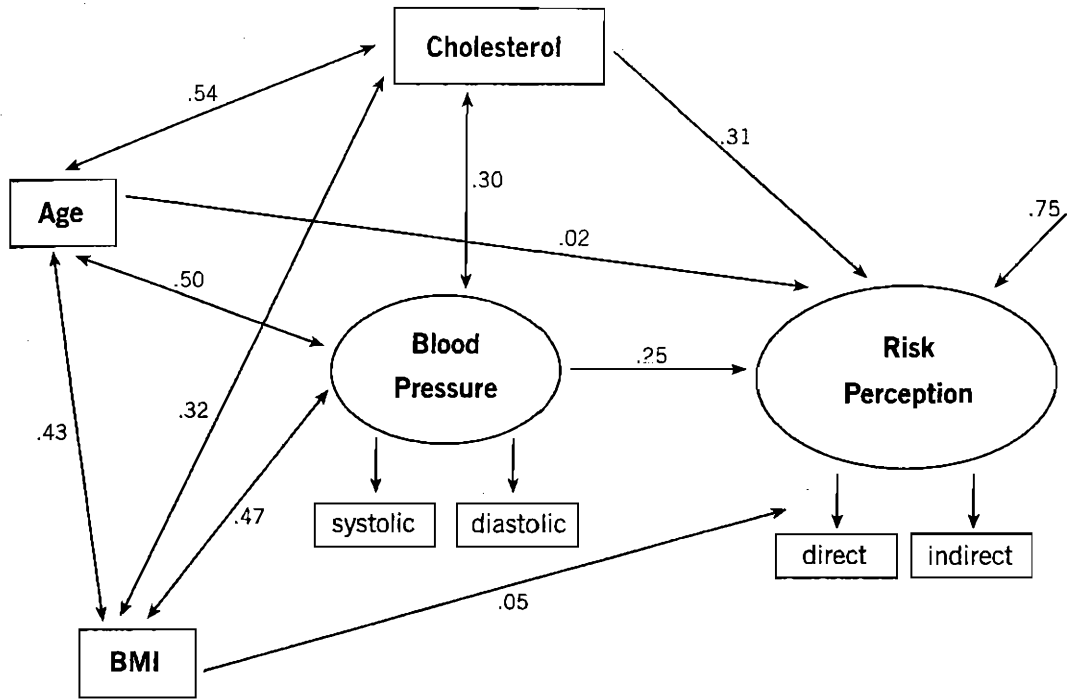 Cholesterol
.54
.31
Age
.30
.02
.75
.50
Blood
Pressure
.25
Risk
Perception
.32
.43
.47
systolic
diastolic
direct
indirect
.05
BMI